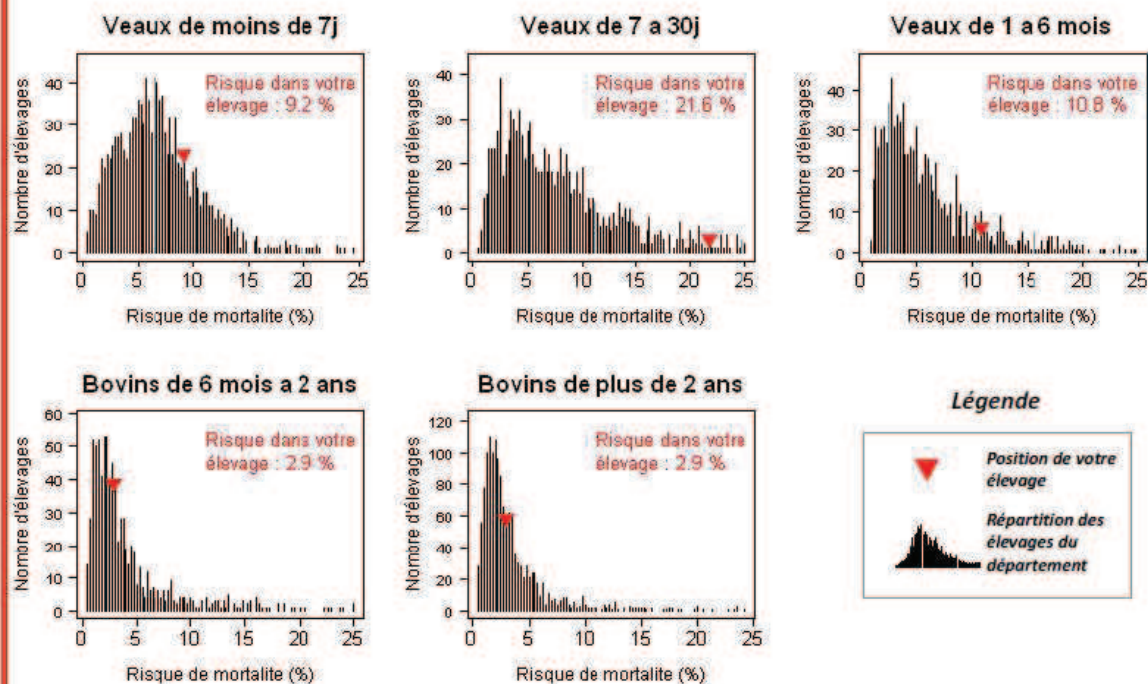 Veaux de moins de 7j
Nombre d'élevages
40
30
20
10
0
Risque dans votre
élevage : 9.2 %
0 5 10 15 20 25
Risque de mortalite (%)
Veaux de 7 a 30j
Nombre d'élevages
40
30
20
10
0
Risque dans votre
élevage : 21.6 %
0 5 10 15 20 25
Risque de mortalite (%)
Veaux de 1 a 6 mois
Nombre d'élevages
40
30
20
10
0
Risque dans votre
élevage : 10.8 %
0 5 10 15 20 25
Risque de mortalite (%)
Bovins de 6 mois a 2 ans
Nombre d'élevages
60
50
40
30
20
10
0
Risque dans votre
élevage : 2.9 %
0 5 10 15 20 25
Risque de mortalite (%)
Bovins de plus de 2 ans
Nombre d'élevages
120
100
80
60
40
20
0
Risque dans votre
élevage : 2.9 %
0 5 10 15 20 25
Risque de mortalite (%)
Légende
Position de votre
élevage
Répartition des
élevages du
département